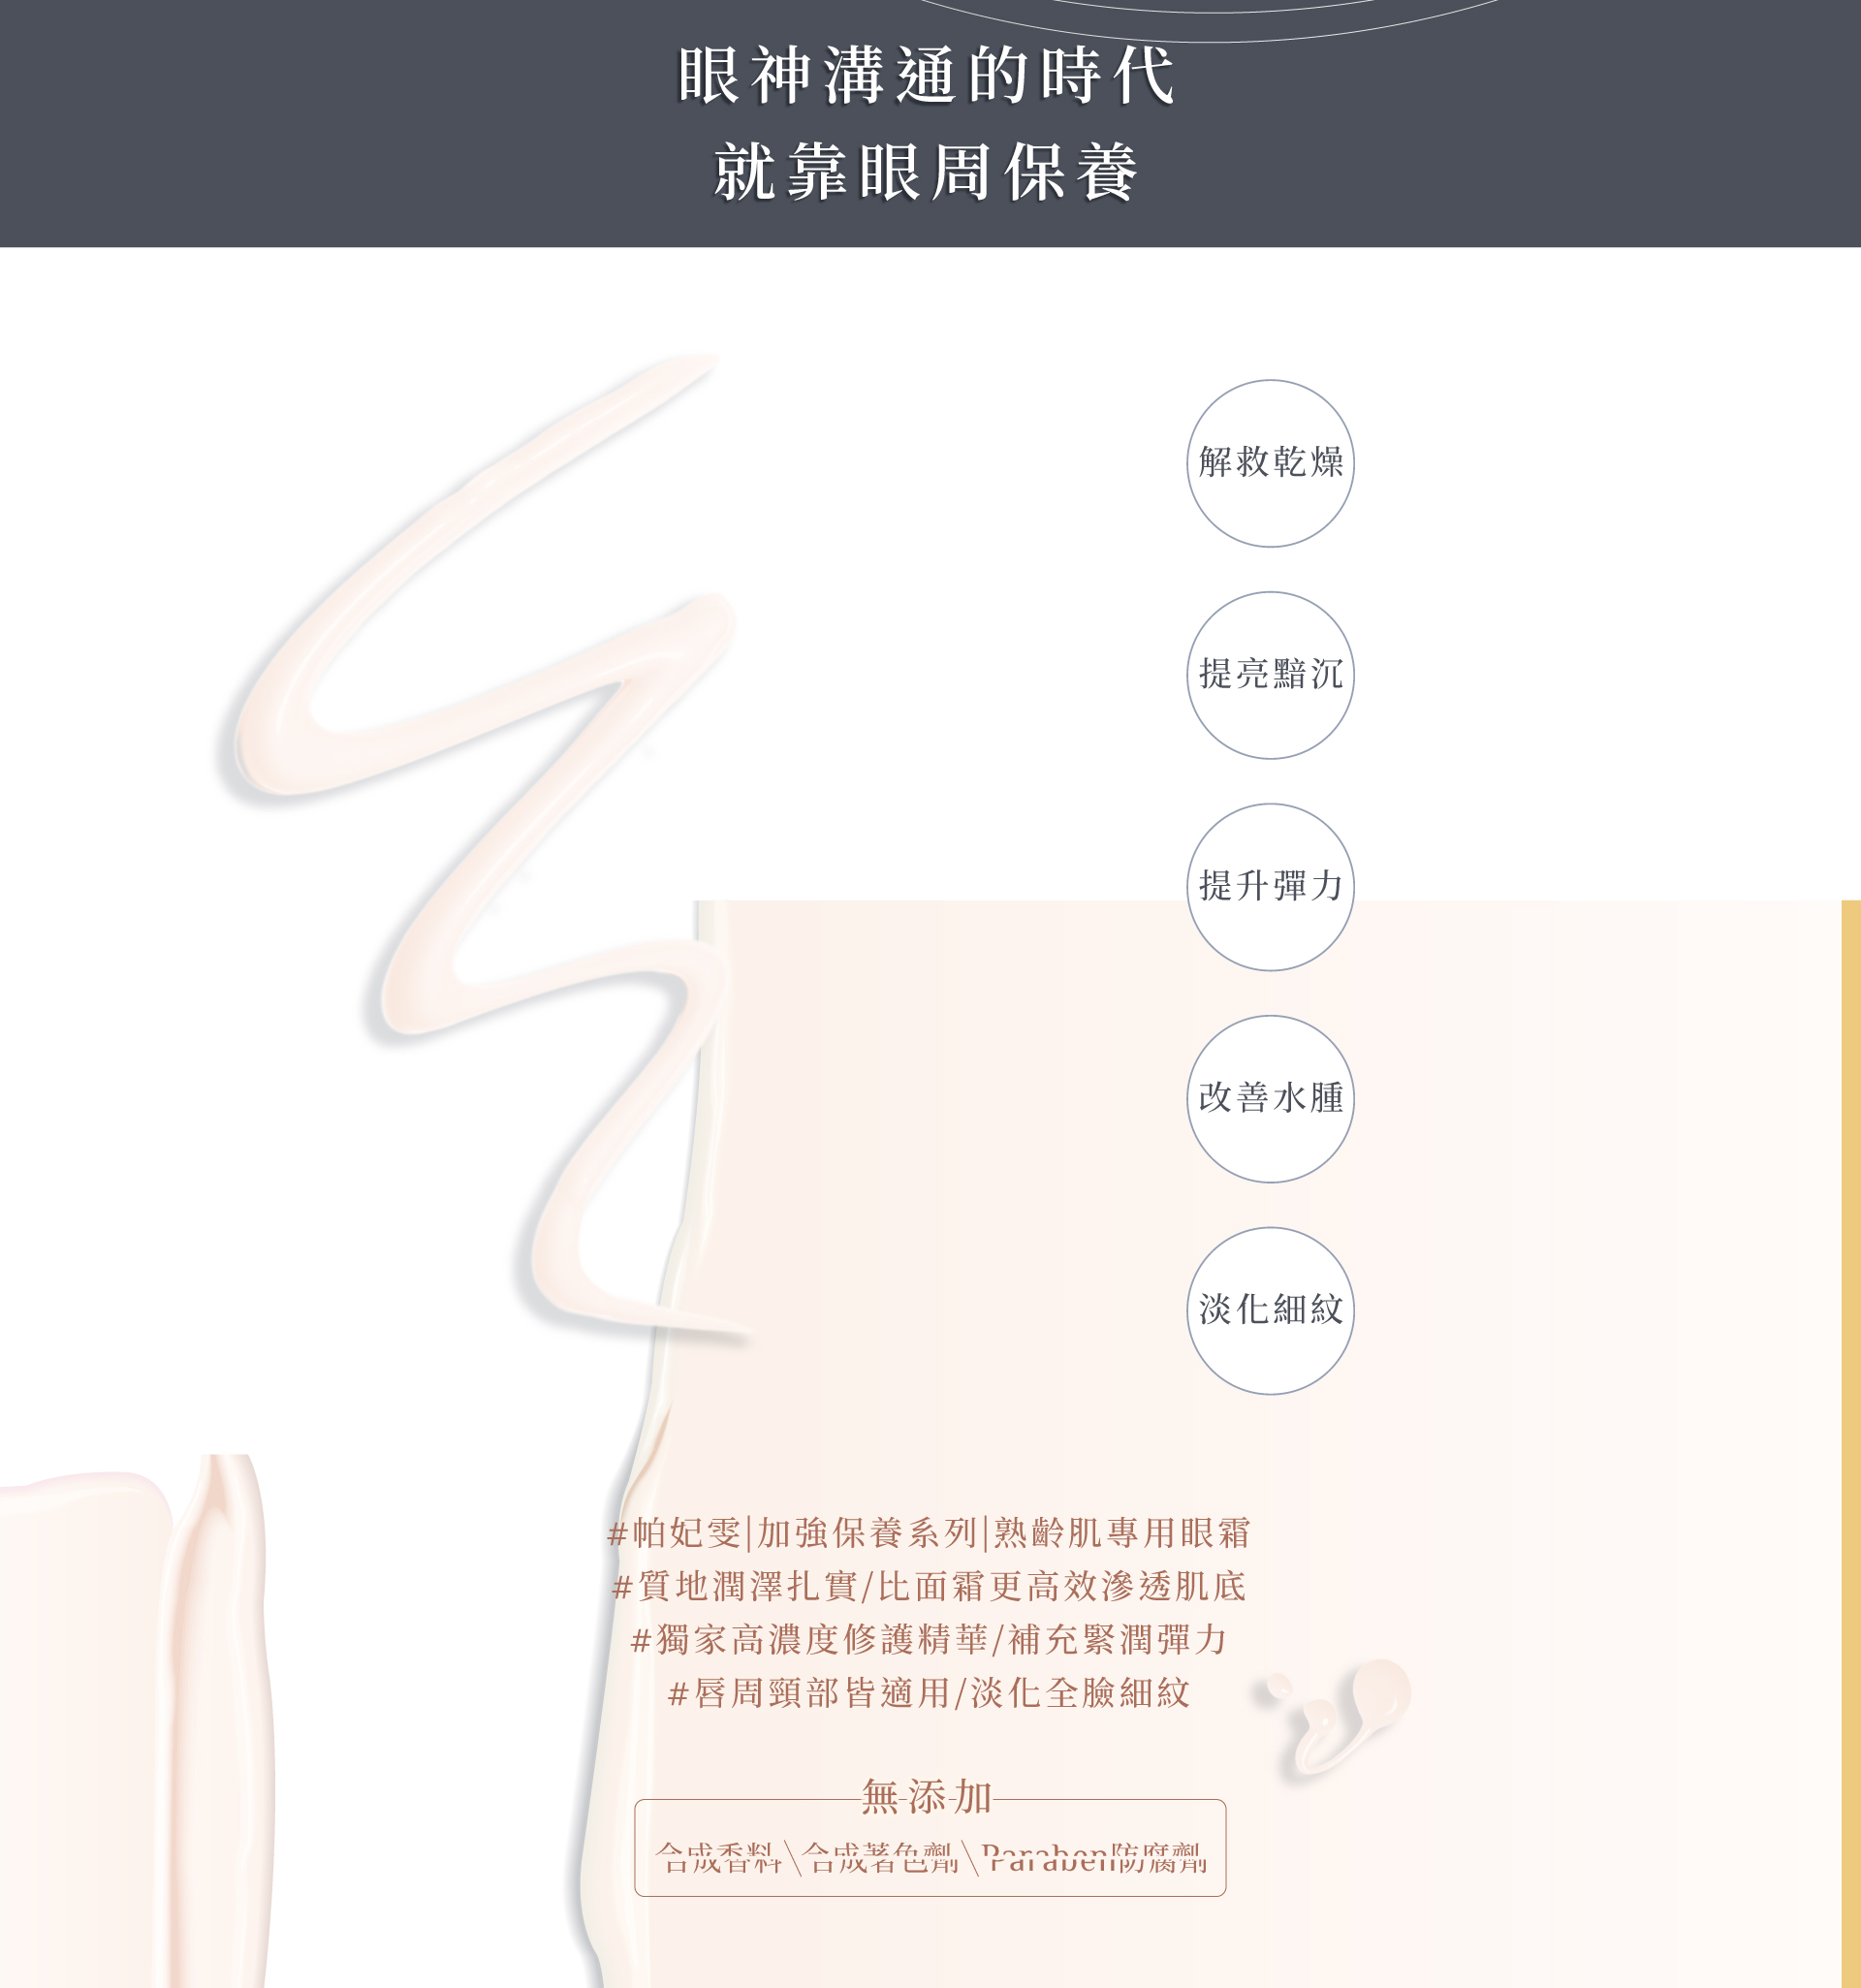 眼神溝通的時代
就靠眼周保養
解救乾燥
提亮黯沉
提升彈力
改善水腫
淡化細紋
#帕妃雯|加強保養系列|熟齡肌專用眼霜
#質地潤澤扎實/比面霜更高效滲透肌底
#獨家高濃度修護精華/補充緊潤彈力
#唇周頸部皆適用/淡化全臉細紋
無添加
合成香料\合成著色劑\Paraben防腐劑